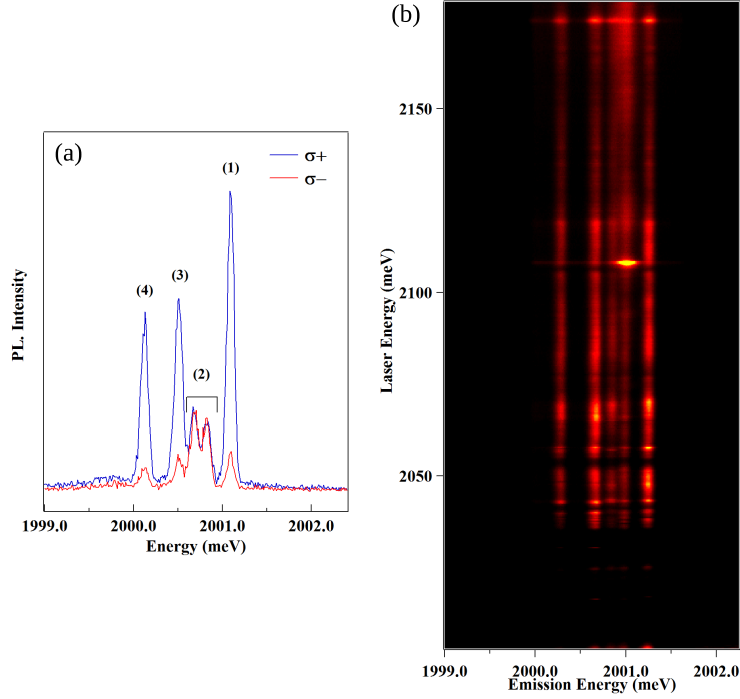 (a)
σ+
σ−
(1)
(3)
(4)
(2)
PL. Intensity
1999.0 2000.0 2001.0 2002.0
Energy (meV)
(b)
2150
2100
2050
Laser Energy (meV)
1999.0 2000.0 2001.0 2002.0
Emission Energy (meV)